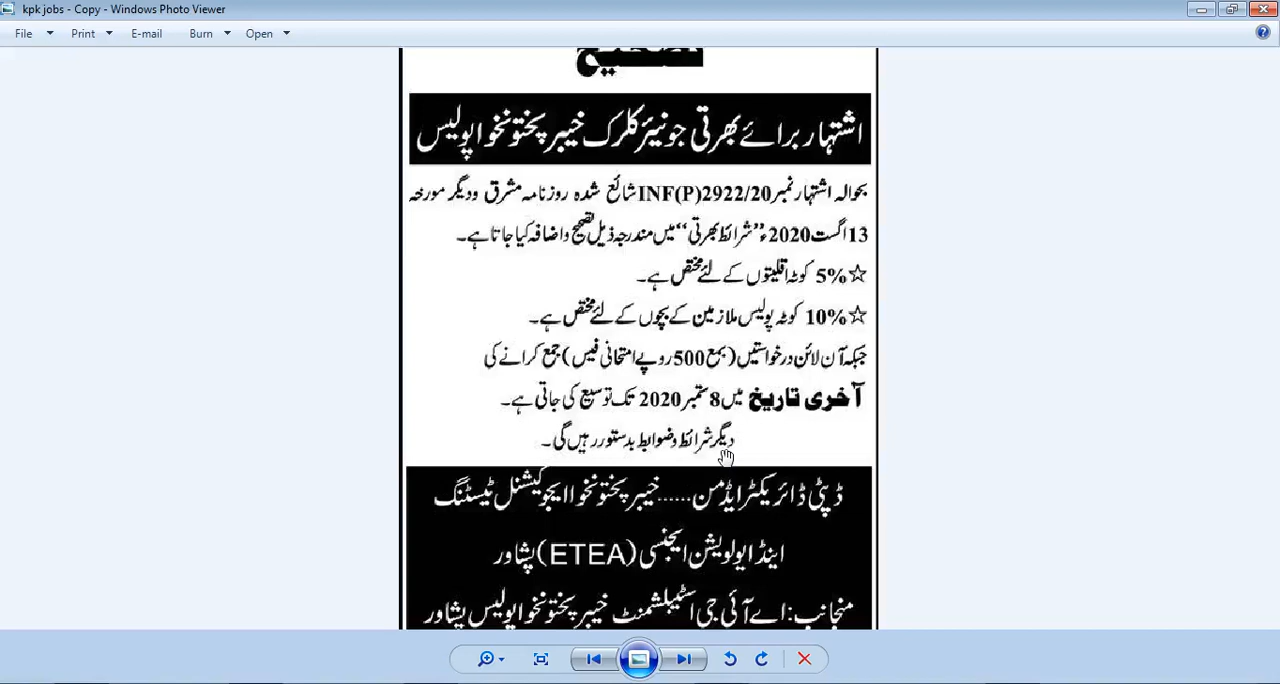 kpk jobs - Copy - Windows Photo Viewer
File Print E-mail Burn Open
تصحیح
اشتہار برائے بھرتی جونیئر کلرک خیبر پختونخوا پولیس
بحوالہ اشتہار نمبر INF(P)2922/20 شائع شدہ روزنامہ مشرق ودیگر مورخہ
13 اگست 2020ء "شرائط بھرتی" میں مندرجہ ذیل تصحیح واضافہ کیا جاتا ہے۔
☆ 5% کوٹہ اقلیتوں کے لئے مختص ہے۔
☆ 10% کوٹہ پولیس ملازمین کے بچوں کے لئے مختص ہے۔
جبکہ آن لائن درخواستیں (بمع 500 روپے امتحانی فیس) جمع کرانے کی
آخری تاریخ میں 8 ستمبر 2020 تک توسیع کی جاتی ہے۔
دیگر شرائط وضوابط بدستور رہیں گی۔
ڈپٹی ڈائریکٹر ایڈمن......خیبر پختونخوا ایجوکیشنل ٹیسٹنگ
اینڈ ایولویشن ایجنسی (ETEA) پشاور
منجانب: اے آئی جی اسٹیبلشمنٹ خیبر پختونخوا پولیس پشاور